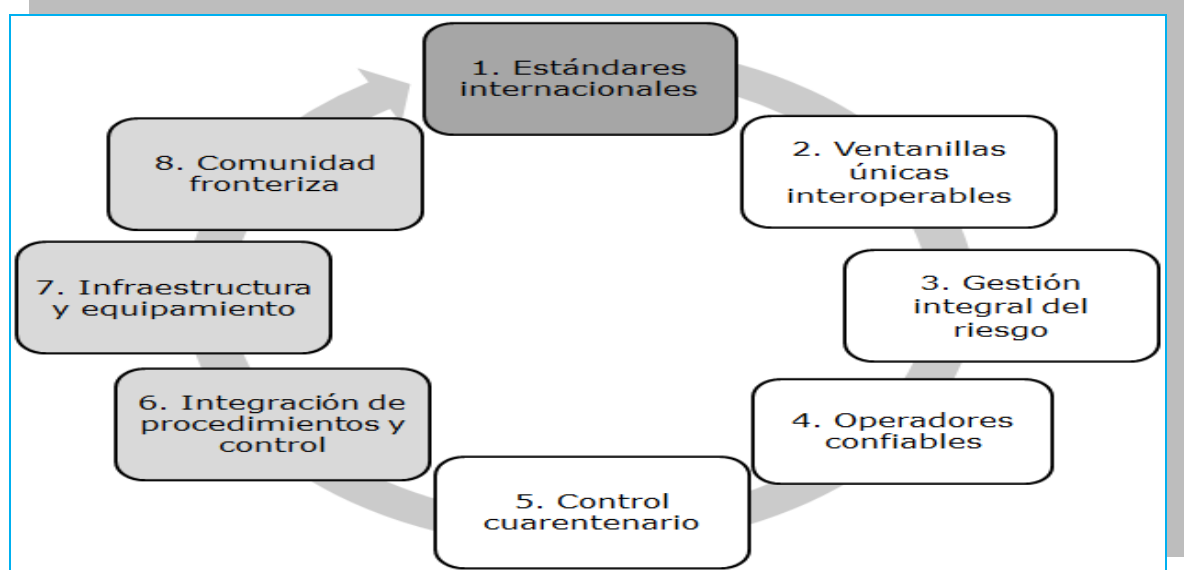 1. Estándares
internacionales
2. Ventanillas
únicas
interoperables
3. Gestión
integral del
riesgo
4. Operadores
confiables
5. Control
cuarentenario
6. Integración de
procedimientos y
control
7. Infraestructura
y equipamiento
8. Comunidad
fronteriza